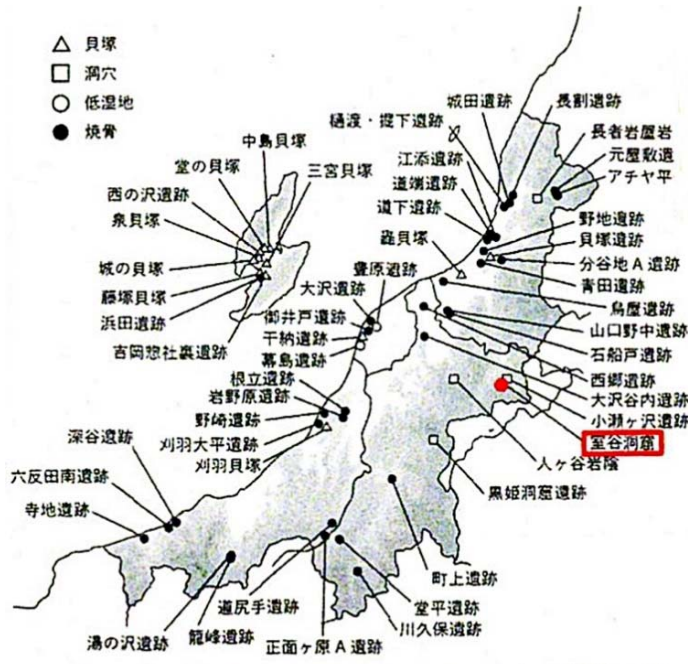 貝塚
洞穴
低湿地
焼骨
中島貝塚
堂の貝塚
三宮貝塚
西の沢遺跡
泉貝塚
城の貝塚
藤塚貝塚
浜田遺跡
吉岡惣社裏遺跡
城田遺跡
長割遺跡
樋渡・掟下遺跡
長者岩屋岩
元屋敷遺
アチヤ平
江添遺跡
道端遺跡
道下遺跡
野地遺跡
貝塚遺跡
分谷地A遺跡
青田遺跡
鳥屋遺跡
山口野中遺跡
石船戸遺跡
西郷遺跡
大沢谷内遺跡
小瀬ヶ沢遺跡
室谷洞窟
人ヶ谷岩陰
黒姫洞窟遺跡
豊原遺跡
大沢遺跡
御井戸遺跡
干納遺跡
幕島遺跡
根立遺跡
岩野原遺跡
野崎遺跡
刈羽大平遺跡
刈羽貝塚
深谷遺跡
六反田南遺跡
寺地遺跡
湯の沢遺跡
龍峰遺跡
道尻手遺跡
正面ヶ原A遺跡
川久保遺跡
堂平遺跡
町上遺跡